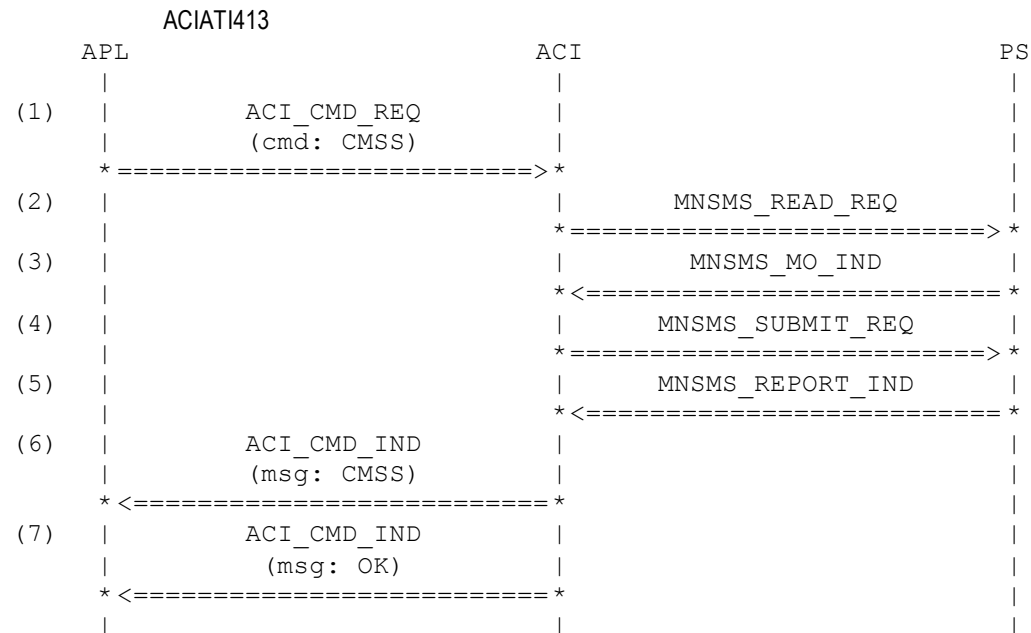 ACIATI413
APL ACI PS
| | |
(1) | ACI_CMD_REQ | |
| (cmd: CMSS) | |
*==========================>* |
(2) | | MNSMS_READ_REQ |
| *==========================>*
(3) | | MNSMS_MO_IND |
| *<==========================*
(4) | | MNSMS_SUBMIT_REQ |
| *==========================>*
(5) | | MNSMS_REPORT_IND |
| *<==========================*
(6) | ACI_CMD_IND | |
| (msg: CMSS) | |
*<==========================* |
(7) | ACI_CMD_IND | |
| (msg: OK) | |
*<==========================* |
| | |